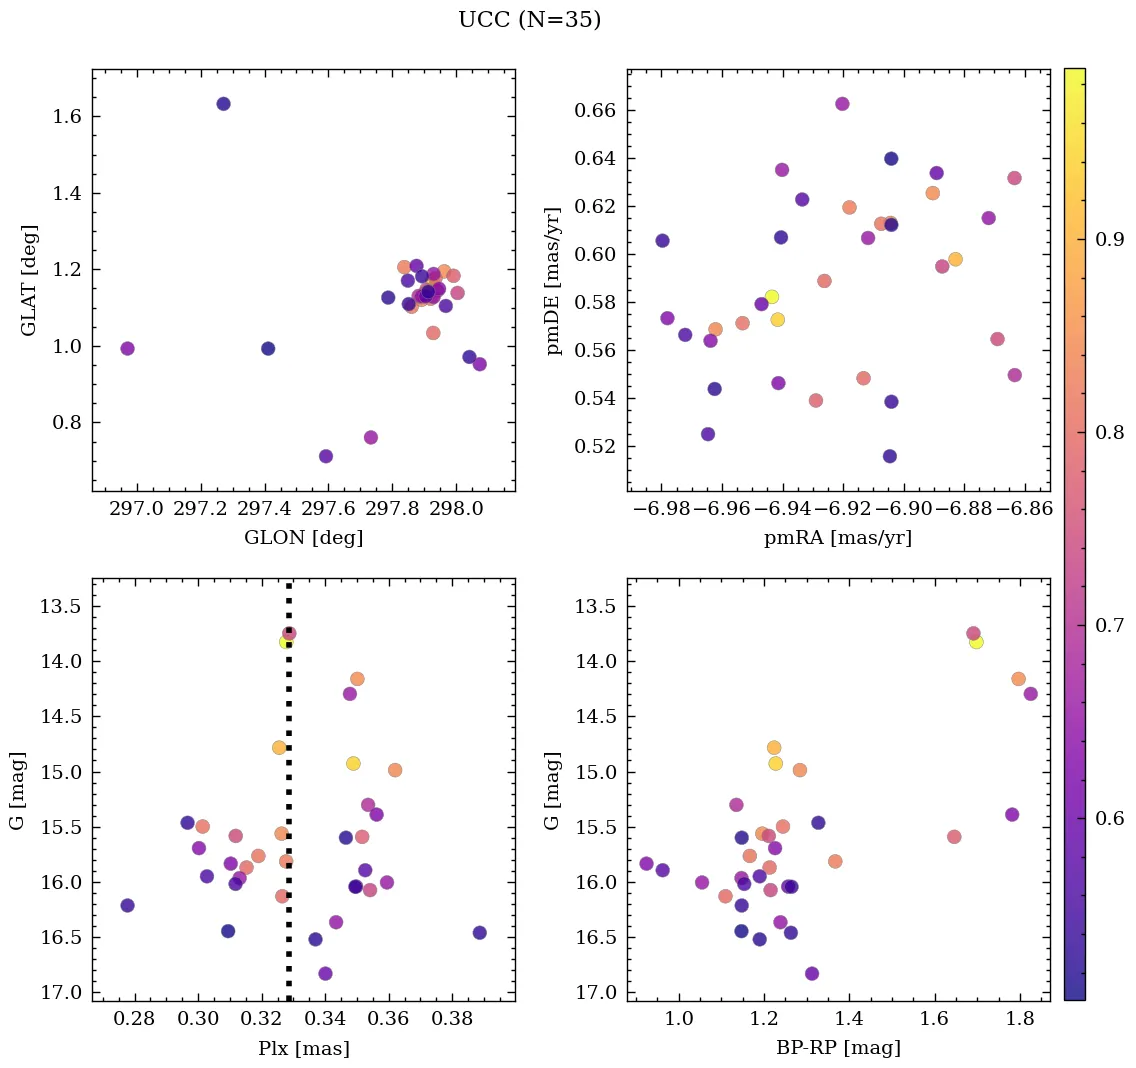 UCC (N=35)
1.6
1.4
1.2
1.0
0.8
GLAT [deg]
297.0 297.2 297.4 297.6 297.8 298.0
GLON [deg]
0.66
0.64
0.62
0.60
0.58
0.56
0.54
0.52
pmDE [mas/yr]
−6.98 −6.96 −6.94 −6.92 −6.90 −6.88 −6.86
pmRA [mas/yr]
0.9
0.8
0.7
0.6
13.5
14.0
14.5
15.0
15.5
16.0
16.5
17.0
G [mag]
0.28 0.30 0.32 0.34 0.36 0.38
Plx [mas]
13.5
14.0
14.5
15.0
15.5
16.0
16.5
17.0
G [mag]
1.0 1.2 1.4 1.6 1.8
BP-RP [mag]